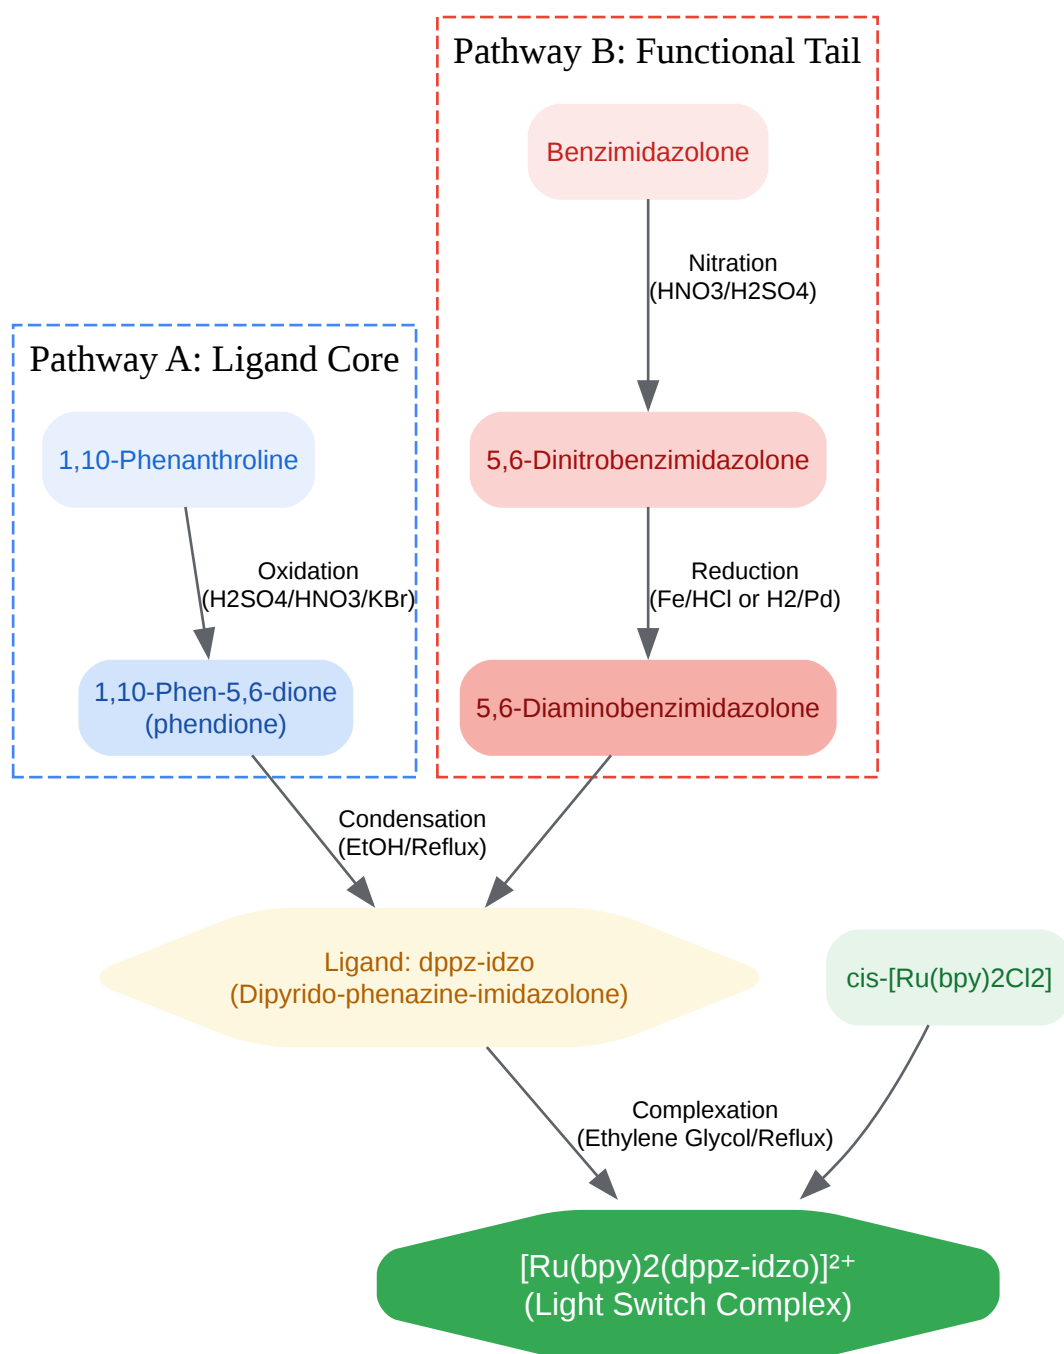 Pathway B: Functional Tail
Benzimidazolone
Nitration
(HNO3/H2SO4)
Pathway A: Ligand Core
1,10-Phenanthroline
5,6-Dinitrobenzimidazolone
Oxidation
(H2SO4/HNO3/KBr)
Reduction
(Fe/HCl or H2/Pd)
1,10-Phen-5,6-dione
(phendione)
5,6-Diaminobenzimidazolone
Condensation
(EtOH/Reflux)
Ligand: dppz-idzo
(Dipyrido-phenazine-imidazolone)
cis-[Ru(bpy)2Cl2]
Complexation
(Ethylene Glycol/Reflux)
[Ru(bpy)2(dppz-idzo)]²⁺
(Light Switch Complex)